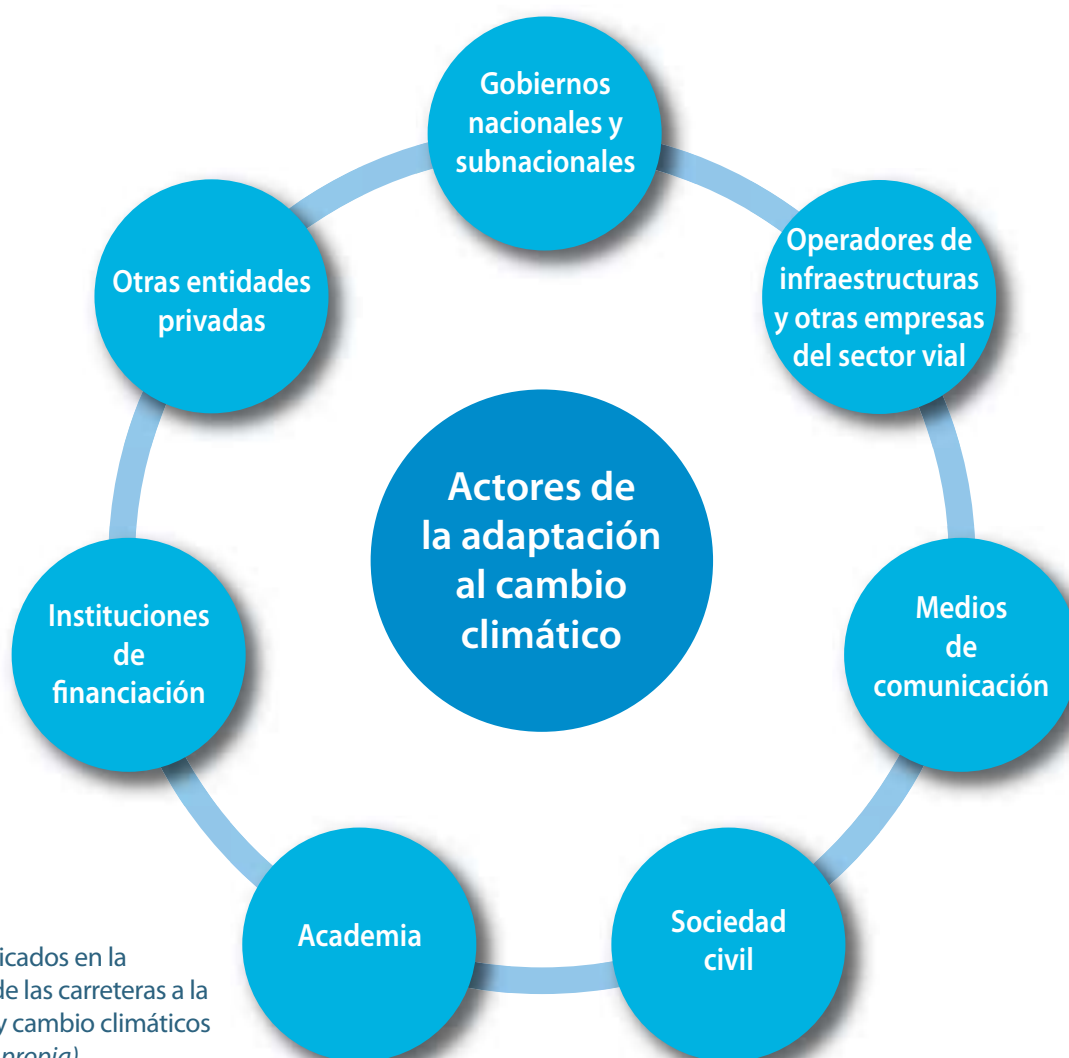 Gobiernos
nacionales y
subnacionales
Operadores de
infraestructuras
y otras empresas
del sector vial
Otras entidades
privadas
Actores de
la adaptación
al cambio
climático
Instituciones
de
financiación
Medios
de
comunicación
Academia
Sociedad
civil
icados en la
de las carreteras a la
y cambio climáticos
propia)